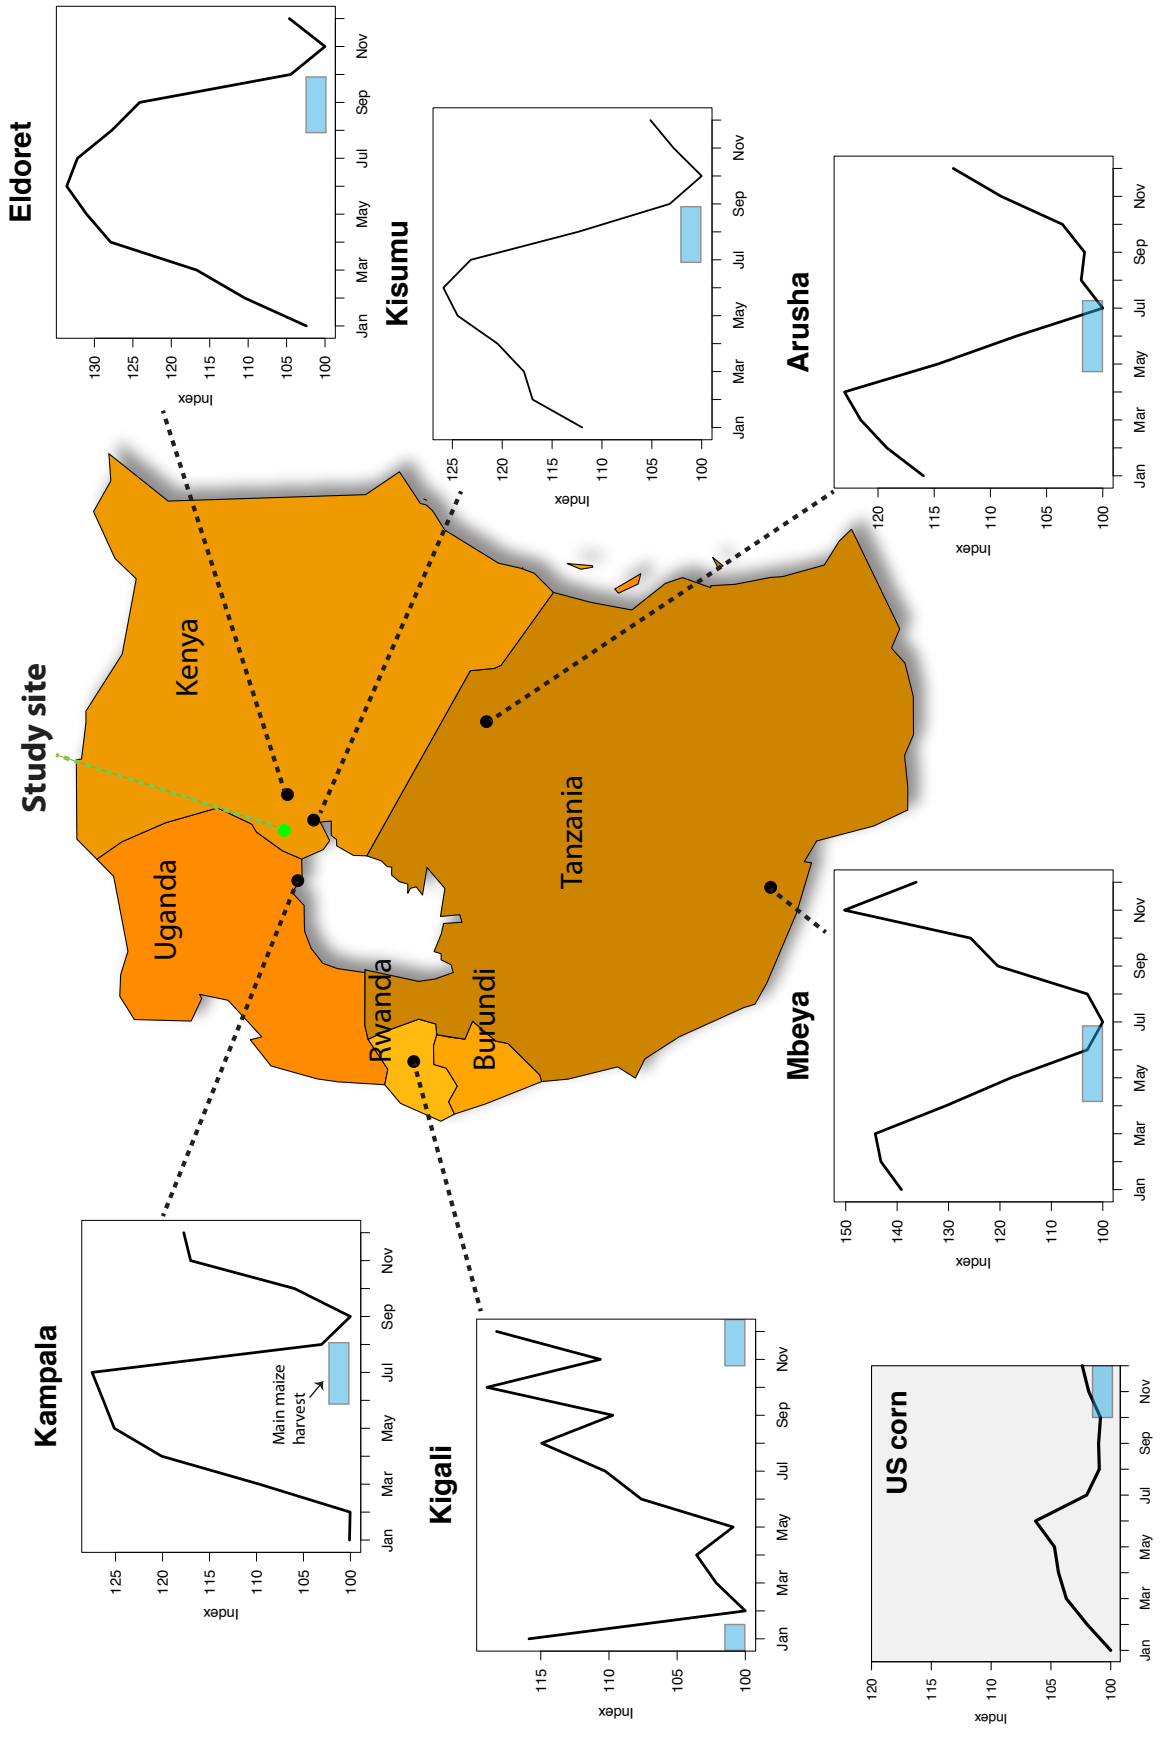 Study site
Kampala
Index
125
120
115
110
105
100
Main maize
harvest
Jan
Mar
May
Jul
Sep
Nov
Eldoret
Index
130
125
120
115
110
105
100
Jan
Mar
May
Jul
Sep
Nov
Kigali
Index
115
110
105
100
Jan
Mar
May
Jul
Sep
Nov
Kisumu
Index
125
120
115
110
105
100
Jan
Mar
May
Jul
Sep
Nov
Uganda
Kenya
Rwanda
Burundi
Tanzania
US corn
Index
120
115
110
105
100
Jan
Mar
May
Jul
Sep
Nov
Mbeya
Index
150
140
130
120
110
100
Jan
Mar
May
Jul
Sep
Nov
Arusha
Index
120
115
110
105
100
Jan
Mar
May
Jul
Sep
Nov